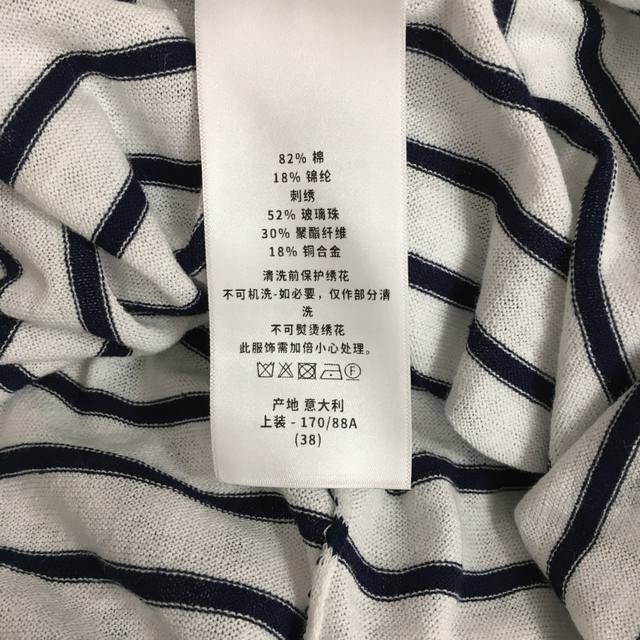 82% 棉
18% 锦纶
刺绣
52% 玻璃珠
30% 聚酯纤维
18% 铜合金
清洗前保护绣花
不可机洗-如必要，仅作部分清
洗
不可熨烫绣花
此服饰需加倍小心处理。
F
产地 意大利
上装 - 170/88A
(38)